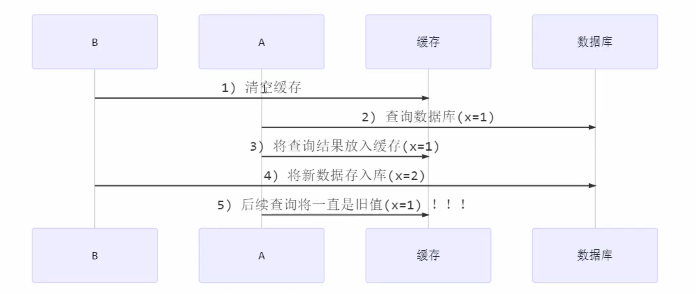 B A 缓存 数据库
1) 清空缓存
2) 查询数据库(x=1)
3) 将查询结果放入缓存(x=1)
4) 将新数据存入库(x=2)
5) 后续查询将一直是旧值(x=1) !!!
B A 缓存 数据库